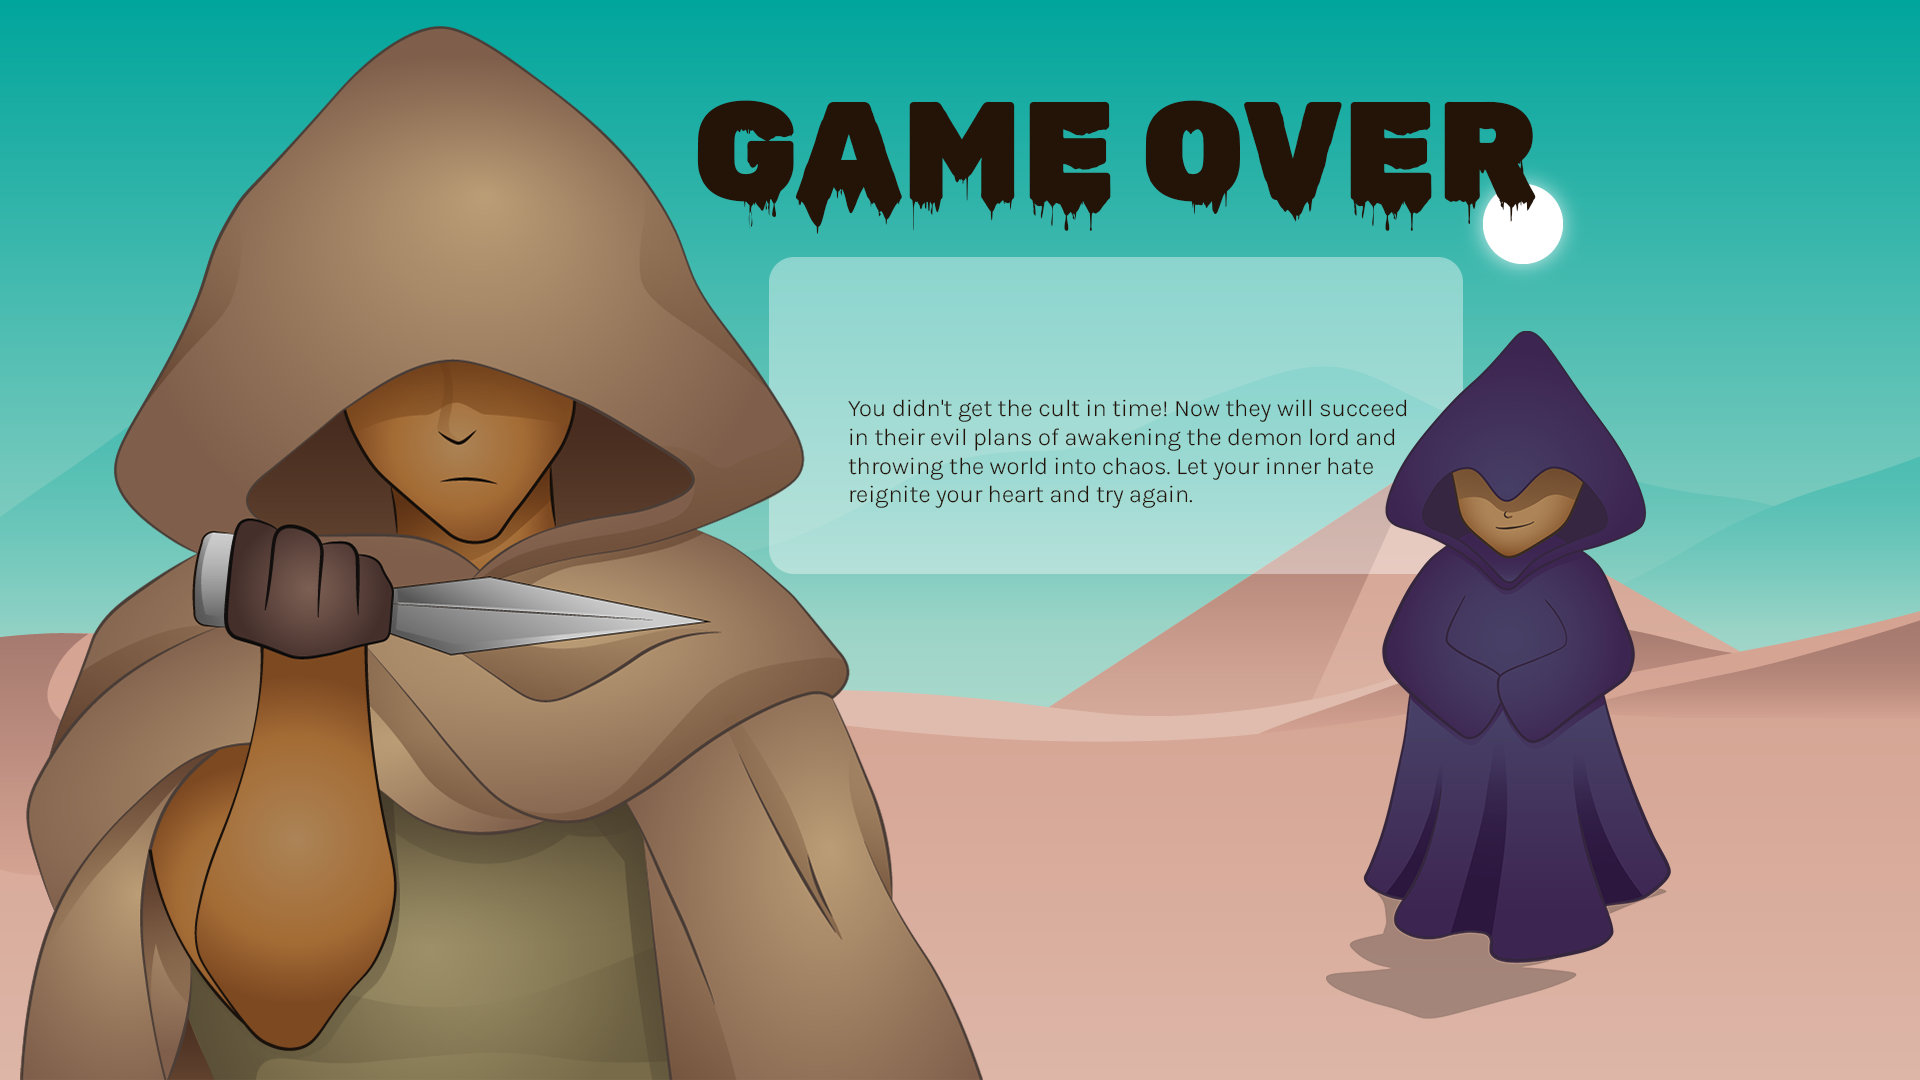 GAME OVER
You didn't get the cult in time! Now they will succeed
in their evil plans of awakening the demon lord and
throwing the world into chaos. Let your inner hate
reignite your heart and try again.